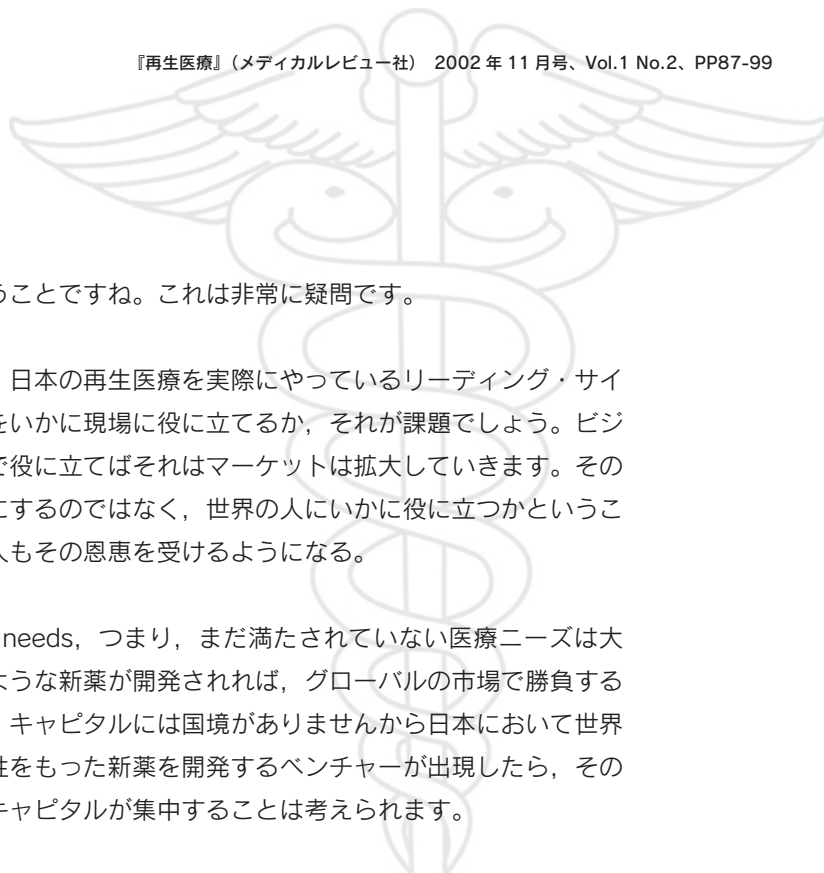 『再生医療』（メディカルレビュー社） 2002 年 11 月号、Vol.1 No.2、PP87-99
うことですね。これは非常に疑問です。
日本の再生医療を実際にやっているリーディング・サイ
をいかに現場に役に立てるか，それが課題でしょう。ビジ
で役に立てばそれはマーケットは拡大していきます。その
にするのではなく，世界の人にいかに役に立つかというこ
人もその恩恵を受けるようになる。
needs，つまり，まだ満たされていない医療ニーズは大
ような新薬が開発されれば，グローバルの市場で勝負する
キャピタルには国境がありませんから日本において世界
性をもった新薬を開発するベンチャーが出現したら，その
キャピタルが集中することは考えられます。